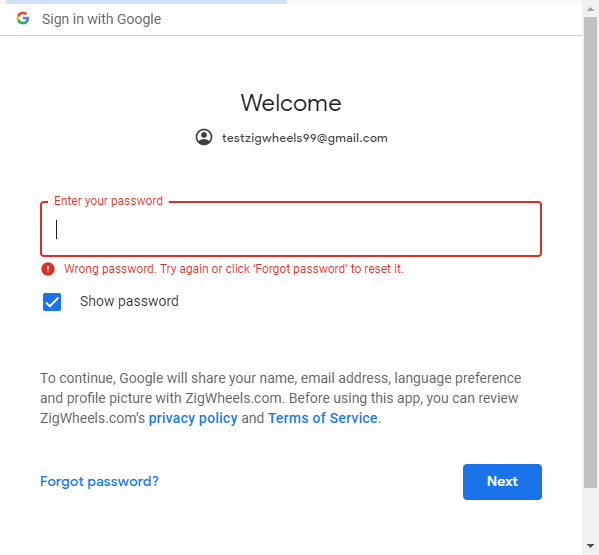 Sign in with Google
Welcome
testzigwheels99@gmail.com
Enter your password
Wrong password. Try again or click ‘Forgot password’ to reset it.
Show password
To continue, Google will share your name, email address, language preference
and profile picture with ZigWheels.com. Before using this app, you can review
ZigWheels.com’s privacy policy and Terms of Service.
Forgot password?
Next